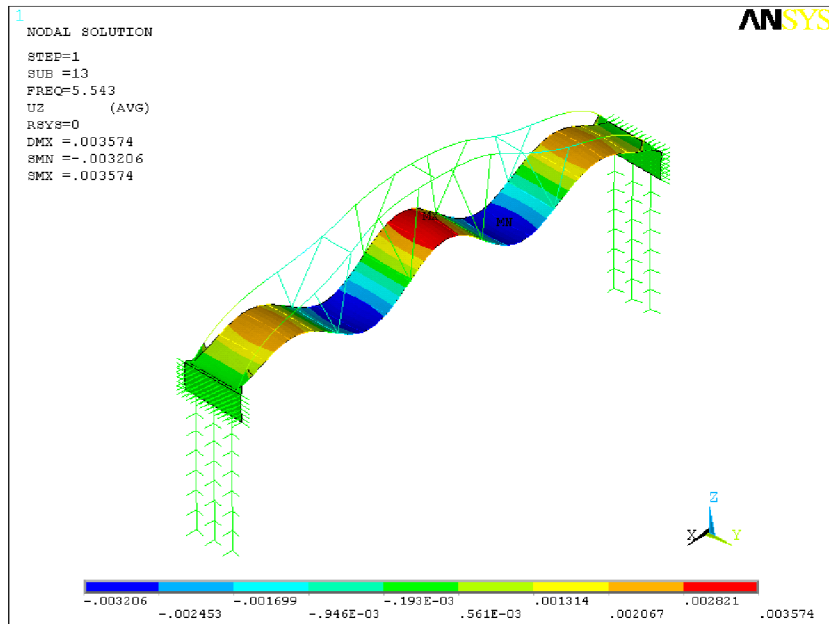 1
ANSYS
NODAL SOLUTION
STEP=1
SUB =13
FREQ=5.543
UZ (AVG)
RSYS=0
DMX =.003574
SMN =-.003206
SMX =.003574
MX
MN
Z
X
Y
-.003206
-.002453
-.001699
-.946E-03
-.193E-03
.561E-03
.001314
.002067
.002821
.003574